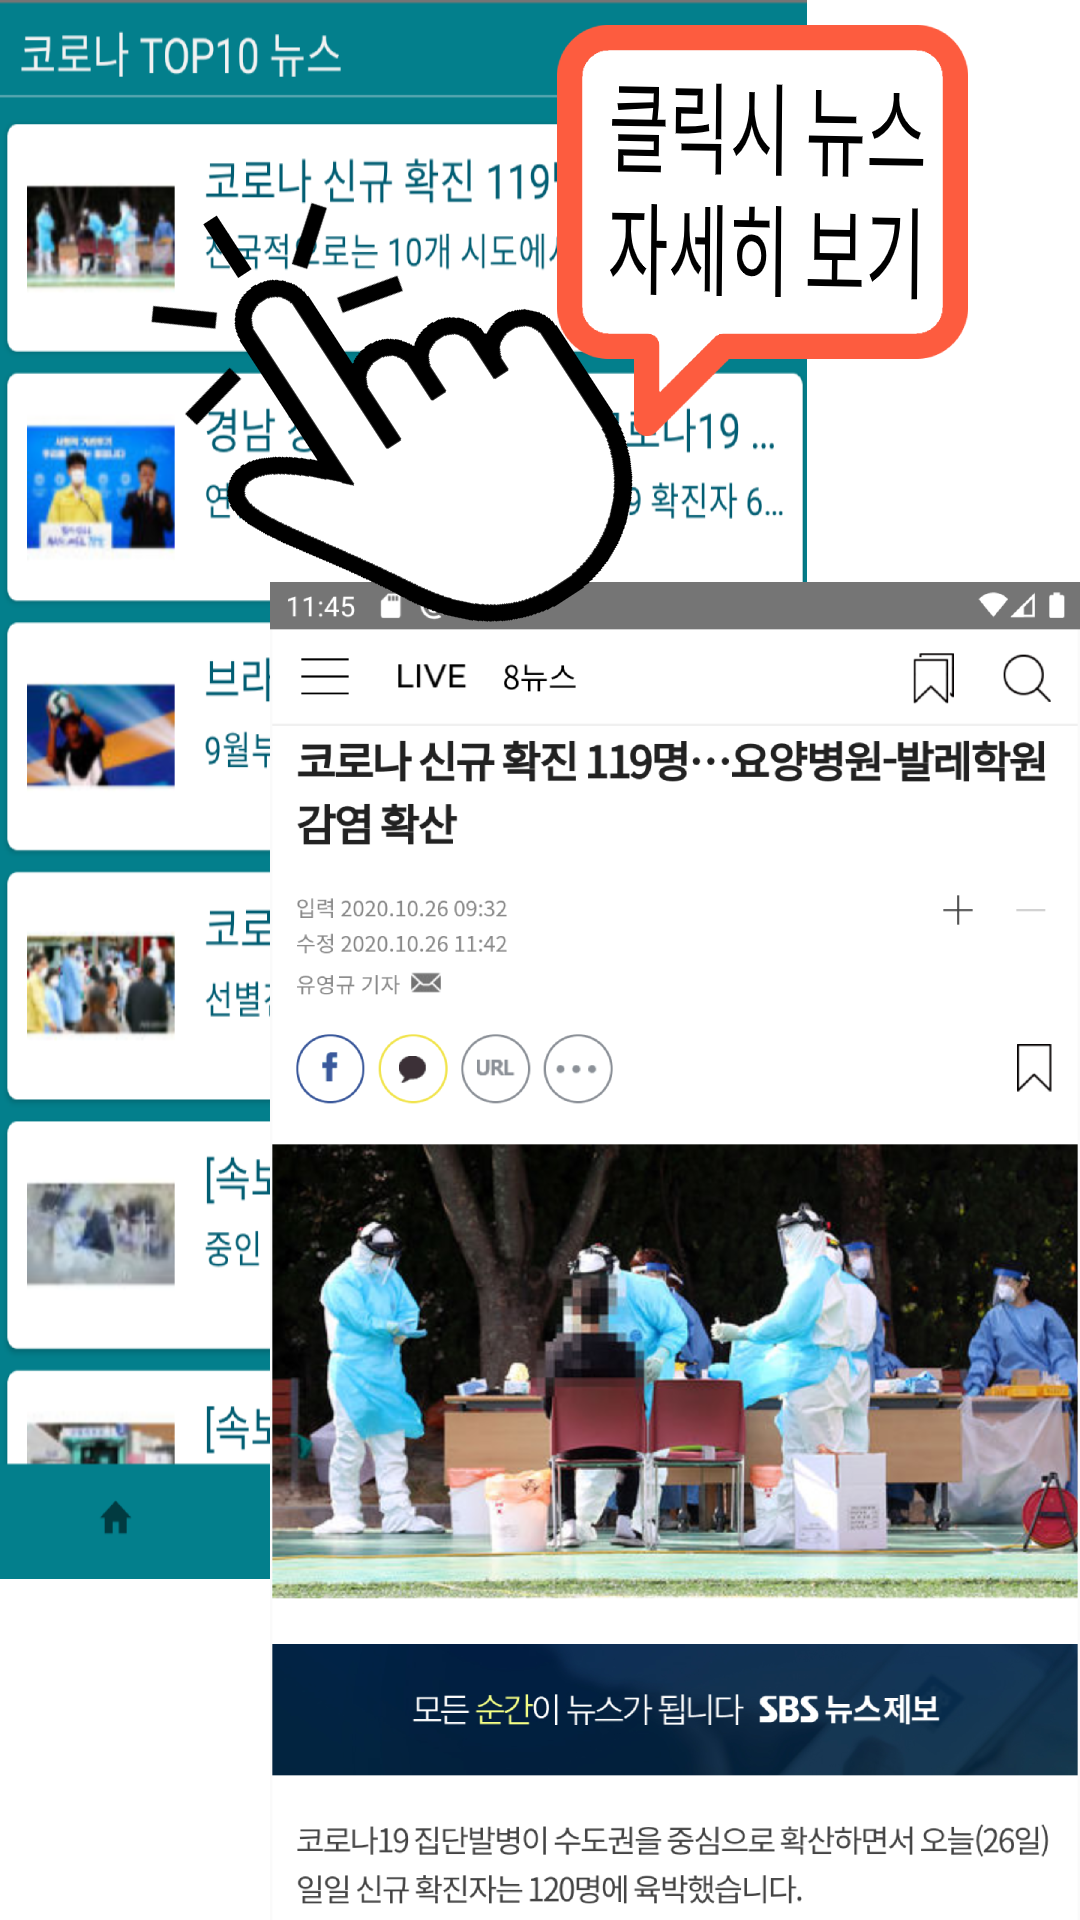 코로나 TOP10 뉴스
클릭시 뉴스
자세히 보기
코로나 신규 확진 119
전국적으로는 10개 시도에서
경남
코로나19 ...
연
9 확진자 6...
브라
9월부
코로
선별진
[속보
중인
[속보
11:45
LIVE 8뉴스
코로나 신규 확진 119명…요양병원-발레학원
감염 확산
입력 2020.10.26 09:32
수정 2020.10.26 11:42
유영규 기자
f
URL
모든 순간이 뉴스가 됩니다 SBS 뉴스제보
코로나19 집단발병이 수도권을 중심으로 확산하면서 오늘(26일)
일일 신규 확진자는 120명에 육박했습니다.